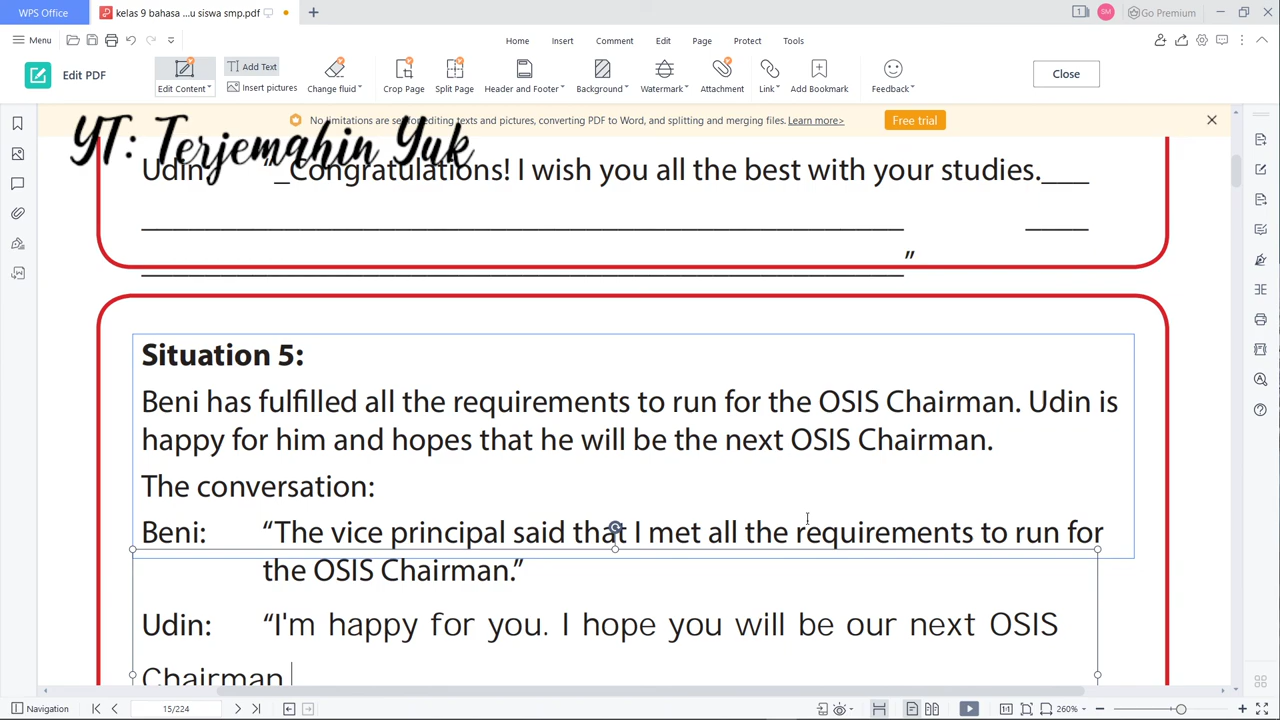 WPS Office
kelas 9 bahasa ...u siswa smp.pdf
1
SM
Go Premium
Menu
Home Insert Comment Edit Page Protect Tools
Edit PDF
Edit Content
Add Text
Insert pictures
Change fluid
Crop Page
Split Page
Header and Footer
Background
Watermark
Attachment
Link
Add Bookmark
Feedback
Close
No limitations are set for editing texts and pictures, converting PDF to Word, and splitting and merging files. Learn more>
Free trial
YT: Terjemahin Yuk
Udin: "_Congratulations! I wish you all the best with your studies.___
"
Situation 5:
Beni has fulfilled all the requirements to run for the OSIS Chairman. Udin is
happy for him and hopes that he will be the next OSIS Chairman.
The conversation:
Beni: “The vice principal said that I met all the requirements to run for
the OSIS Chairman.”
Udin: “I'm happy for you. I hope you will be our next OSIS
Chairman
Navigation
15/224
260%